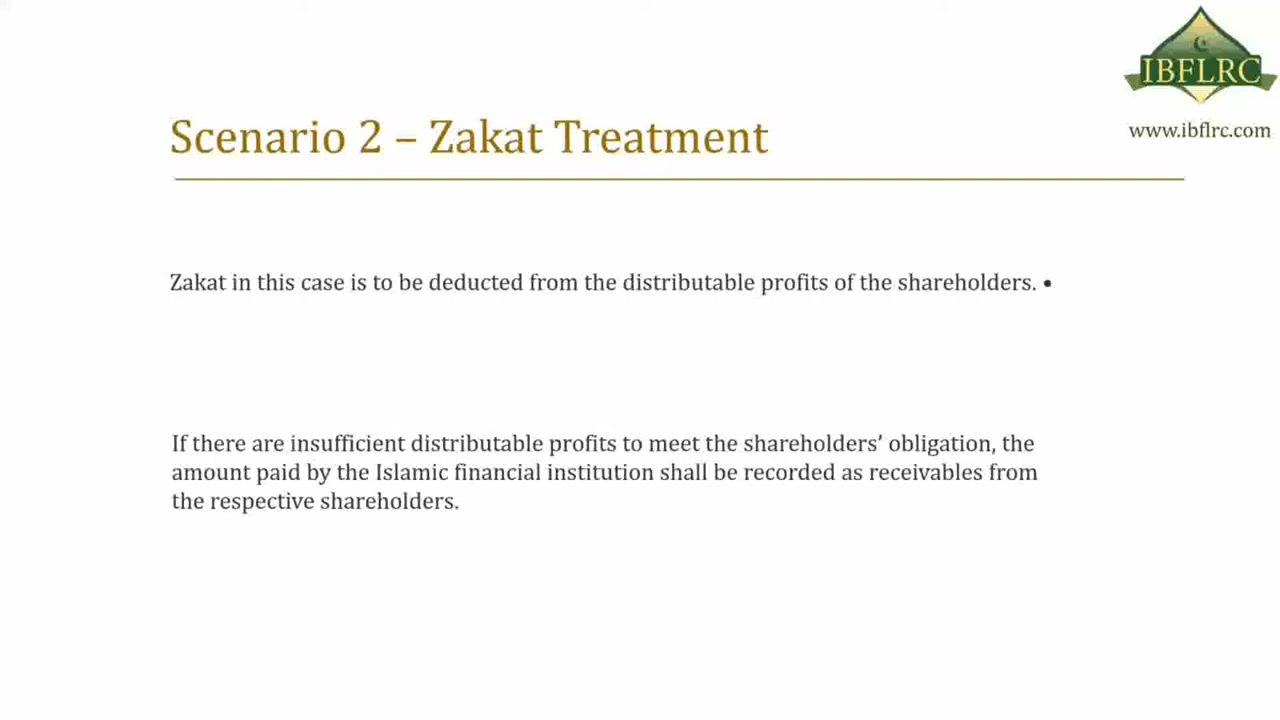 IBFLRC
www.ibflrc.com
Scenario 2 – Zakat Treatment
Zakat in this case is to be deducted from the distributable profits of the shareholders. •
If there are insufficient distributable profits to meet the shareholders’ obligation, the
amount paid by the Islamic financial institution shall be recorded as receivables from
the respective shareholders.